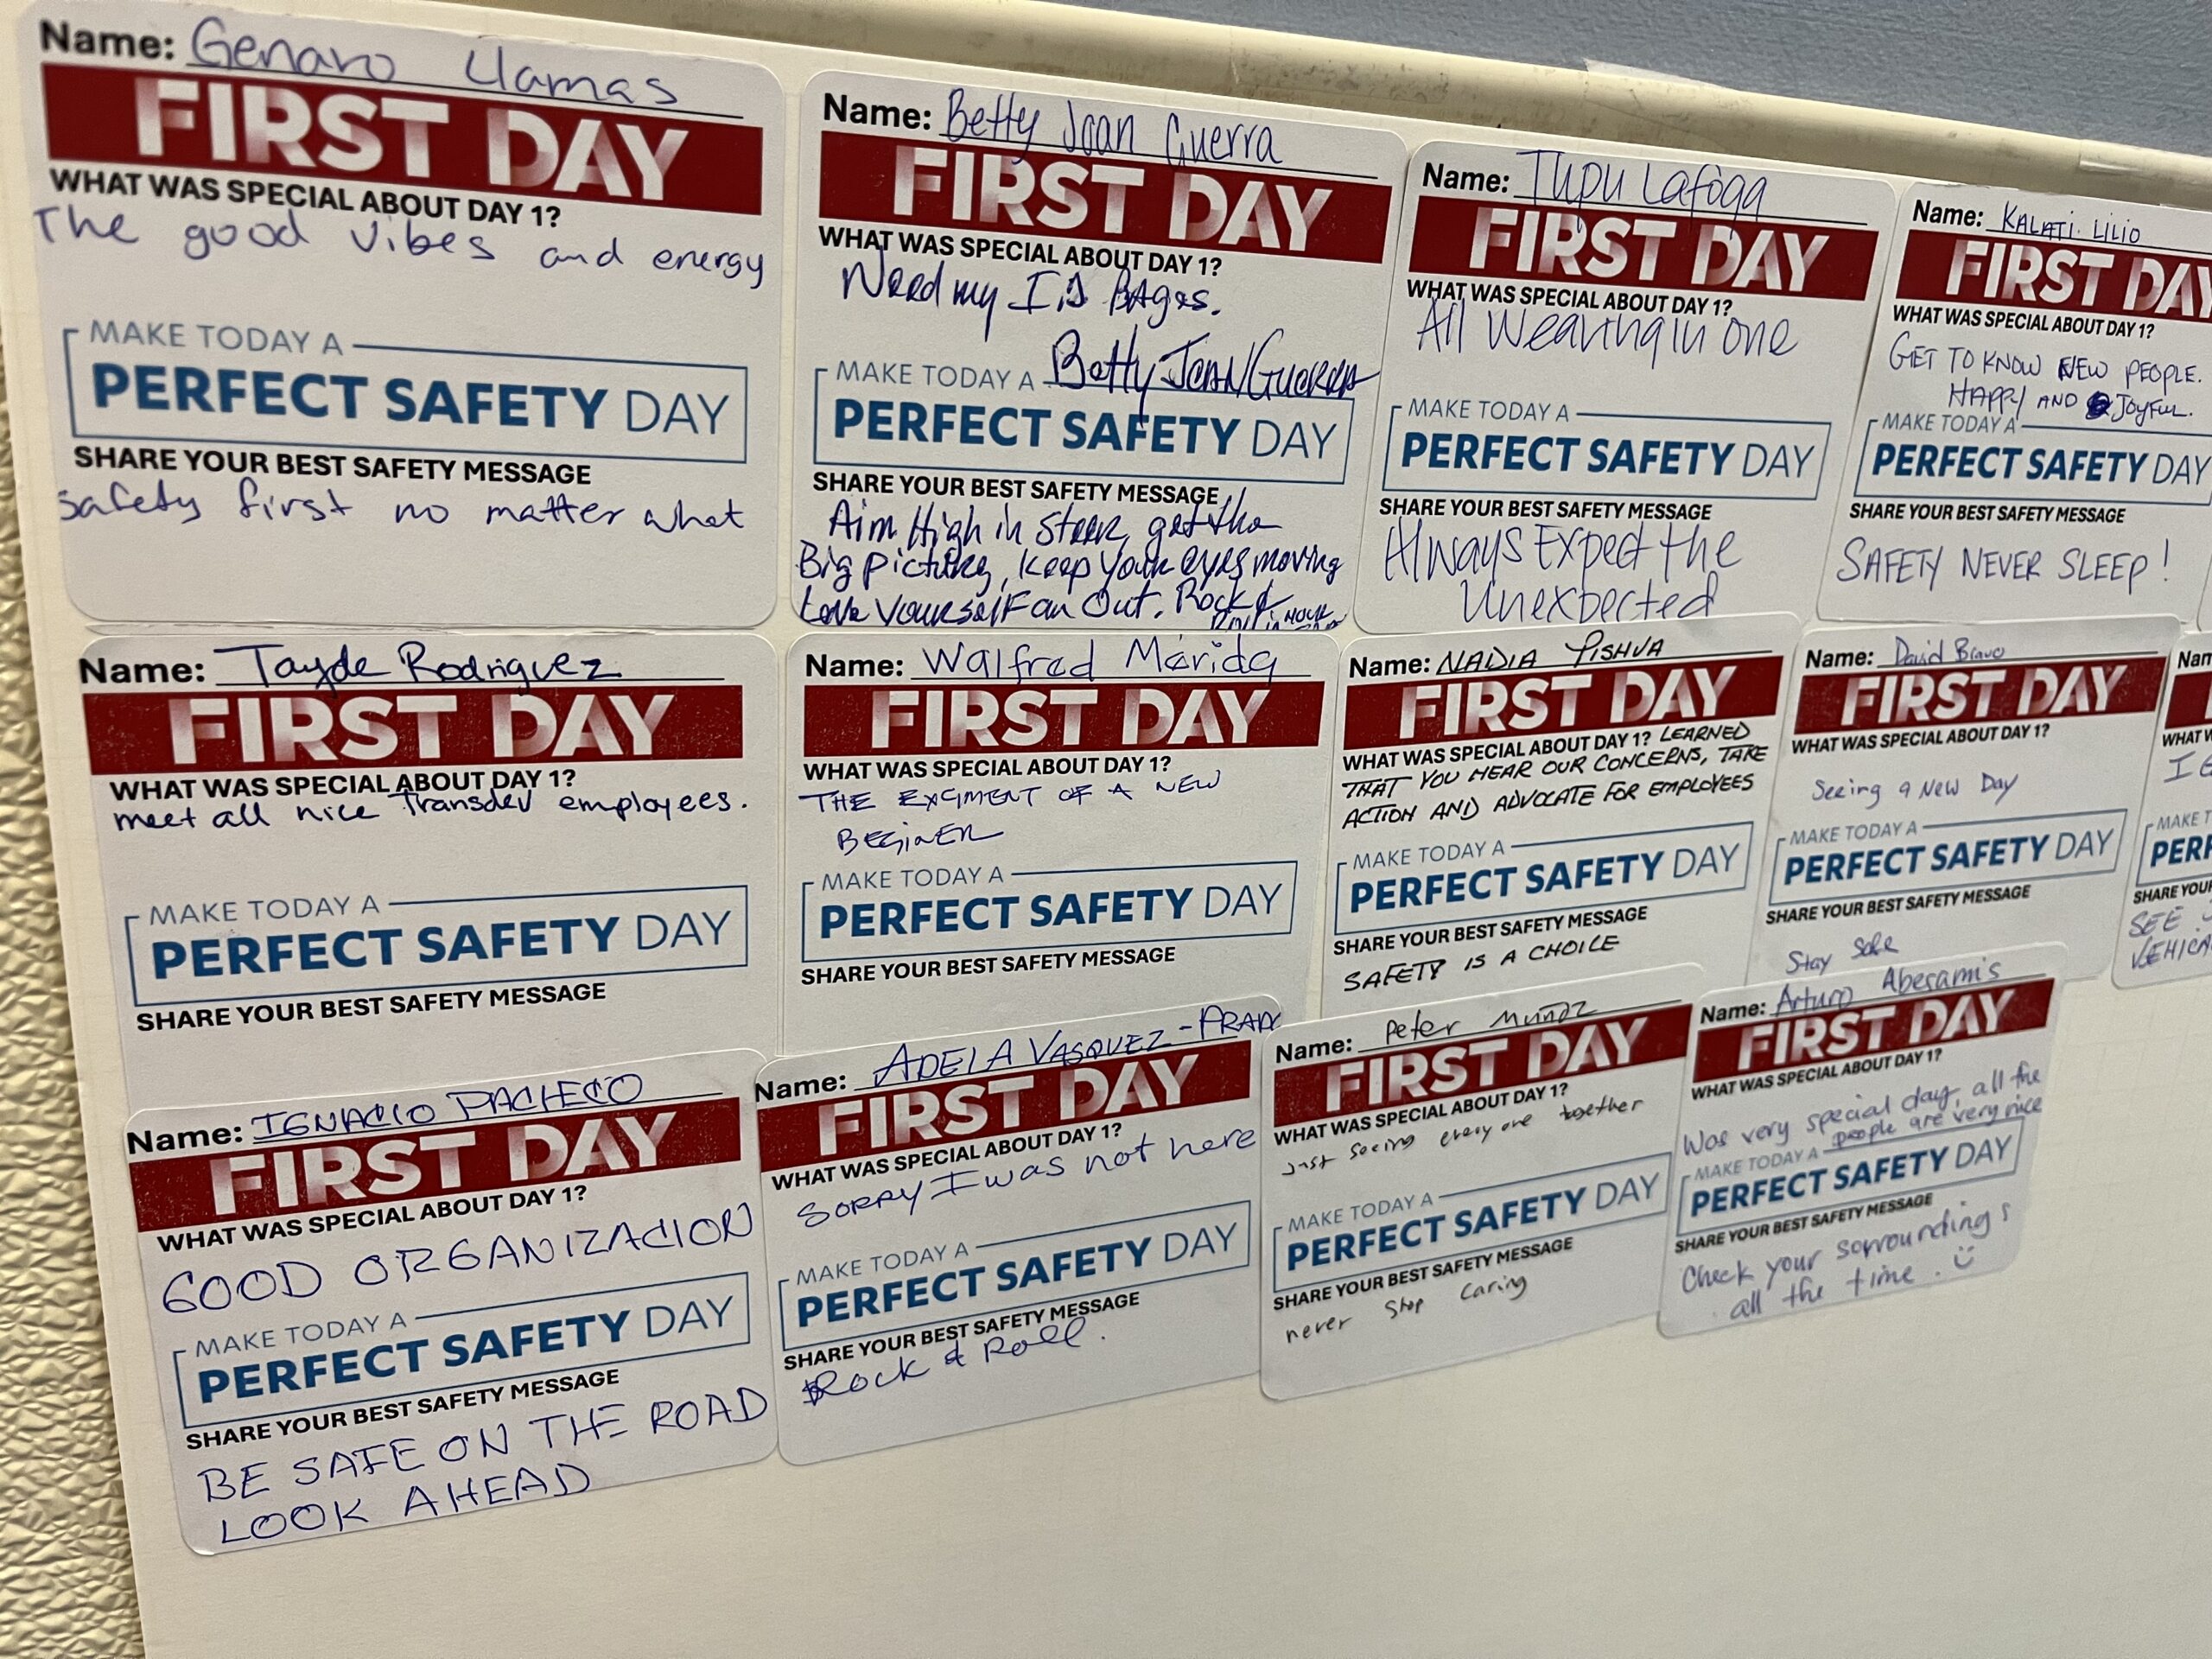 Name: Genaro Llamas
FIRST DAY
WHAT WAS SPECIAL ABOUT DAY 1?
The good vibes and energy
MAKE TODAY A
PERFECT SAFETY DAY
SHARE YOUR BEST SAFETY MESSAGE
Safety first no matter what
Name: Betty Joan Guerra
FIRST DAY
WHAT WAS SPECIAL ABOUT DAY 1?
Need my I.D BAges.
Betty JoAN Guerra
MAKE TODAY A
PERFECT SAFETY DAY
SHARE YOUR BEST SAFETY MESSAGE
Aim High in Steer, get the
Big picture, keep your eyes moving
Love yourself Fan Out. Rock &
Name: Tupu Lafoga
FIRST DAY
WHAT WAS SPECIAL ABOUT DAY 1?
All wearing in one
MAKE TODAY A
PERFECT SAFETY DAY
SHARE YOUR BEST SAFETY MESSAGE
Always Expect the
Unexpected
Name: KALATI. LILIO
FIRST DAY
WHAT WAS SPECIAL ABOUT DAY 1?
GET TO KNOW NEW PEOPLE.
HAPPY AND JOYFUL.
MAKE TODAY A
PERFECT SAFETY DAY
SHARE YOUR BEST SAFETY MESSAGE
SAFETY NEVER SLEEP!
Name: Tayde Rodriguez
FIRST DAY
WHAT WAS SPECIAL ABOUT DAY 1?
meet all nice Transdev employees.
MAKE TODAY A
PERFECT SAFETY DAY
SHARE YOUR BEST SAFETY MESSAGE
Name: Walfred Mérida
FIRST DAY
WHAT WAS SPECIAL ABOUT DAY 1?
THE EXCIMENT OF A NEW
BEGINER
MAKE TODAY A
PERFECT SAFETY DAY
SHARE YOUR BEST SAFETY MESSAGE
Name: NADIA PISHVA
FIRST DAY
WHAT WAS SPECIAL ABOUT DAY 1? LEARNED
THAT YOU HEAR OUR CONCERNS, TAKE
ACTION AND ADVOCATE FOR EMPLOYEES
MAKE TODAY A
PERFECT SAFETY DAY
SHARE YOUR BEST SAFETY MESSAGE
SAFETY IS A CHOICE
Name: David Bravo
FIRST DAY
WHAT WAS SPECIAL ABOUT DAY 1?
Seeing a New Day
MAKE TODAY A
PERFECT SAFETY DAY
SHARE YOUR BEST SAFETY MESSAGE
Stay Safe
SEE
Name: IGNACIO PACHECO
FIRST DAY
WHAT WAS SPECIAL ABOUT DAY 1?
GOOD ORGANIZACION
MAKE TODAY A
PERFECT SAFETY DAY
SHARE YOUR BEST SAFETY MESSAGE
BE SAFE ON THE ROAD
LOOK AHEAD
Name: ADELA VASQUEZ-ARAN
FIRST DAY
WHAT WAS SPECIAL ABOUT DAY 1?
SORRY I was not here
MAKE TODAY A
PERFECT SAFETY DAY
SHARE YOUR BEST SAFETY MESSAGE
Rock & Roll.
Name: Peter Munoz
FIRST DAY
WHAT WAS SPECIAL ABOUT DAY 1?
Just seeing everyone together
MAKE TODAY A
PERFECT SAFETY DAY
SHARE YOUR BEST SAFETY MESSAGE
never stop caring
Name: Arturo Abesamis
FIRST DAY
WHAT WAS SPECIAL ABOUT DAY 1?
Was very special day, all the
people are very nice
MAKE TODAY A
PERFECT SAFETY DAY
SHARE YOUR BEST SAFETY MESSAGE
Check your sorroundings
all the time.